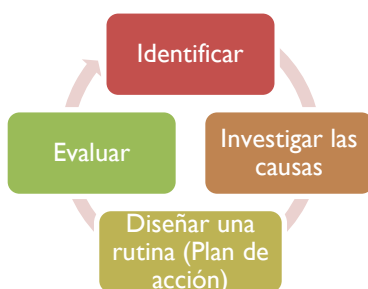 Identificar
Investigar las
causas
Diseñar una
rutina (Plan de
acción)
Evaluar